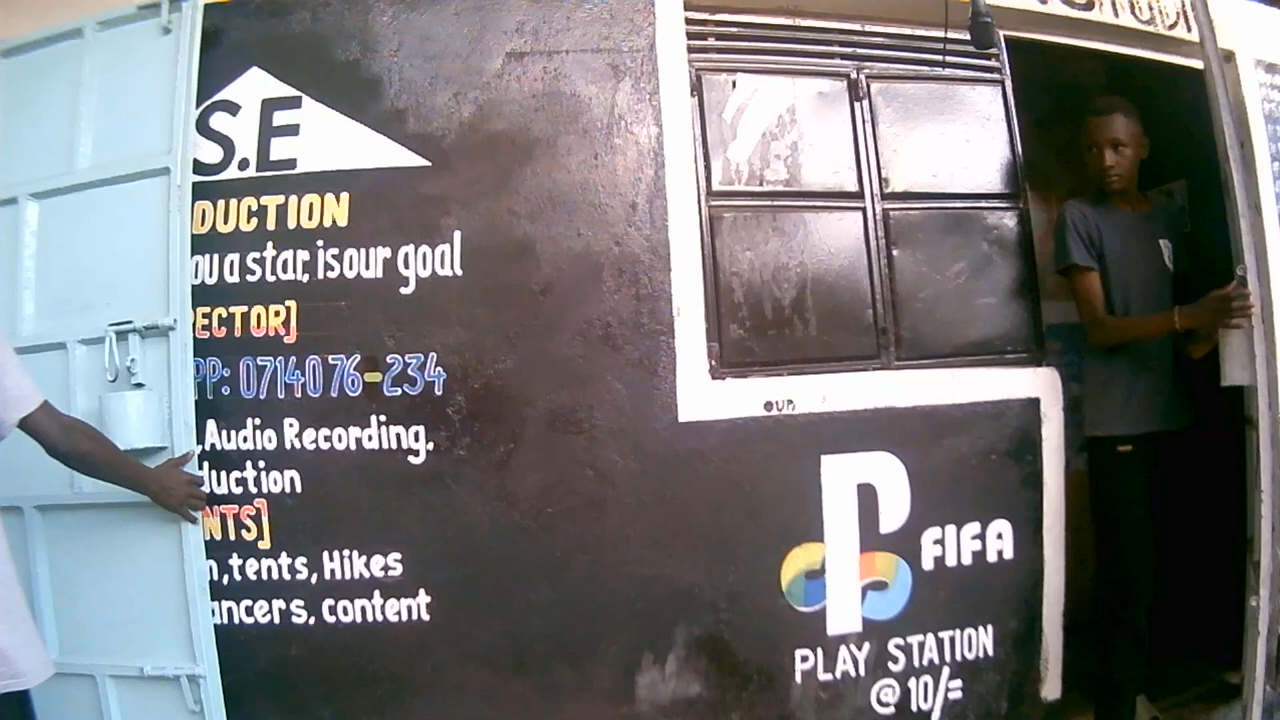 S.E
DUCTION
ou a star, is our goal
ECTOR]
PP: 0714076-234
,Audio Recording,
duction
NTS]
n,tents, Hikes
ancers, content
OUR
P FIFA
PLAY STATION
@ 10/=